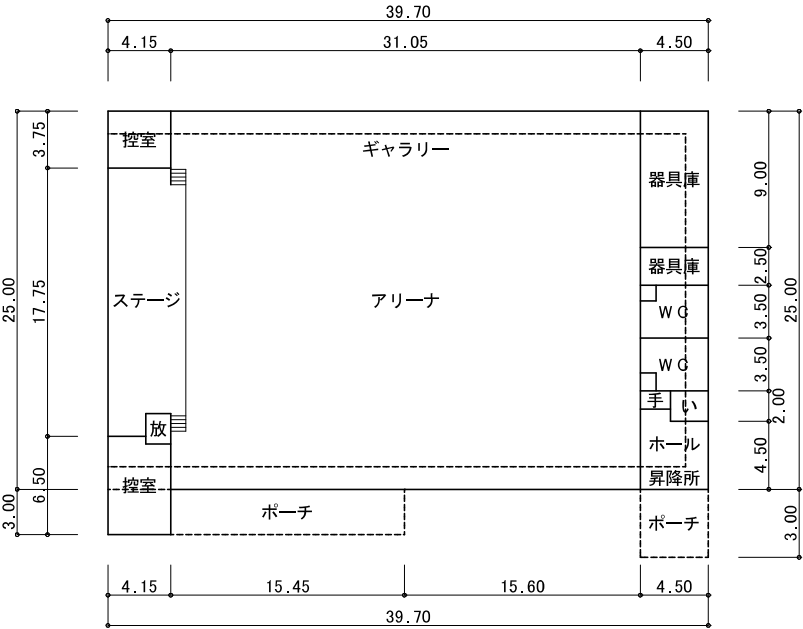 39.70
4.15 31.05 4.50
控室
ギャラリー
3.75
器具庫
9.00
器具庫
2.50
25.00
17.75
ステージ
アリーナ
WC
3.50
25.00
WC
3.50
手
い
2.00
放
ホール
4.50
控室
昇降所
6.50
3.00
ポーチ
ポーチ
3.00
4.15 15.45 15.60 4.50
39.70